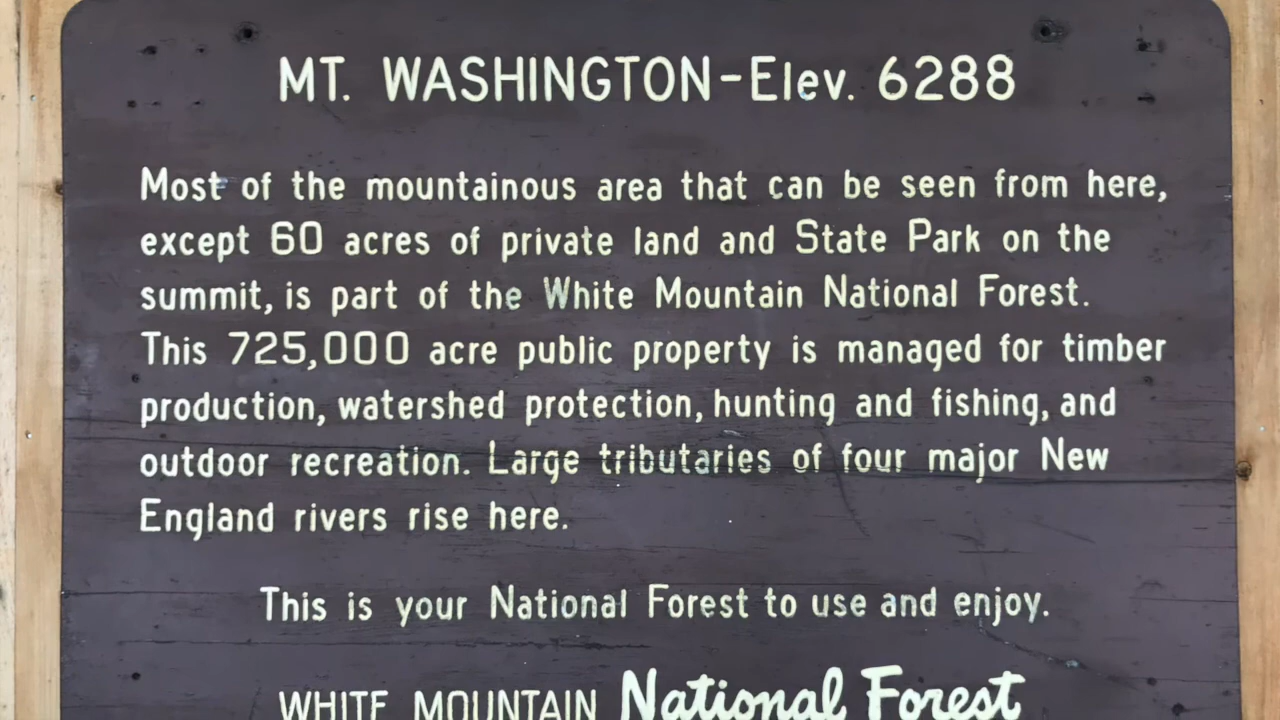 MT. WASHINGTON-Elev. 6288
Most of the mountainous area that can be seen from here,
except 60 acres of private land and State Park on the
summit, is part of the White Mountain National Forest.
This 725,000 acre public property is managed for timber
production, watershed protection, hunting and fishing, and
outdoor recreation. Large tributaries of four major New
England rivers rise here.
This is your National Forest to use and enjoy.
WHITE MOUNTAIN National Forest